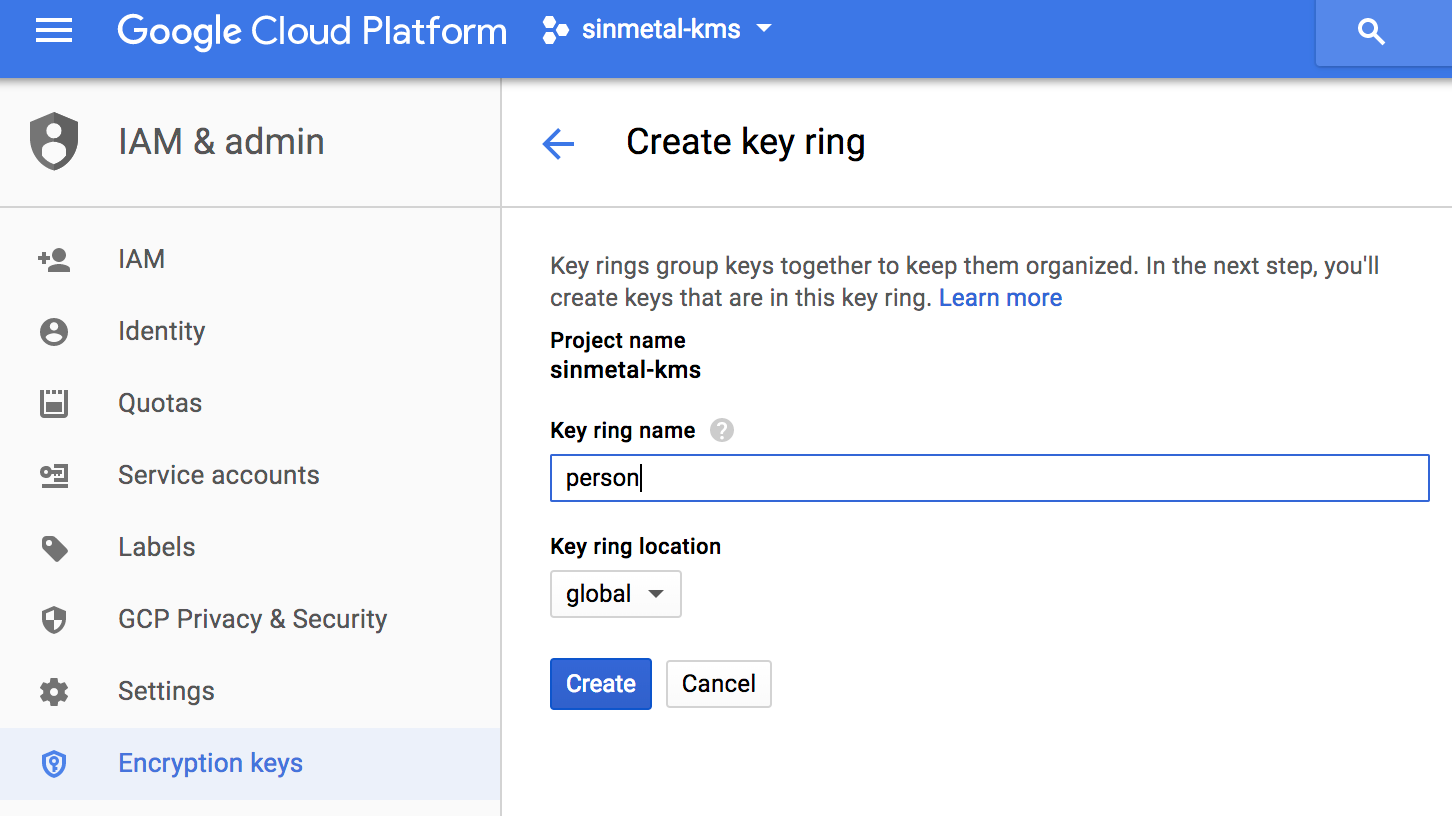 Google Cloud Platform
sinmetal-kms
IAM & admin
Create key ring
IAM
Identity
Quotas
Service accounts
Labels
GCP Privacy & Security
Settings
Encryption keys
Key rings group keys together to keep them organized. In the next step, you'll
create keys that are in this key ring. Learn more
Project name
sinmetal-kms
Key ring name ?
person
Key ring location
global
Create Cancel